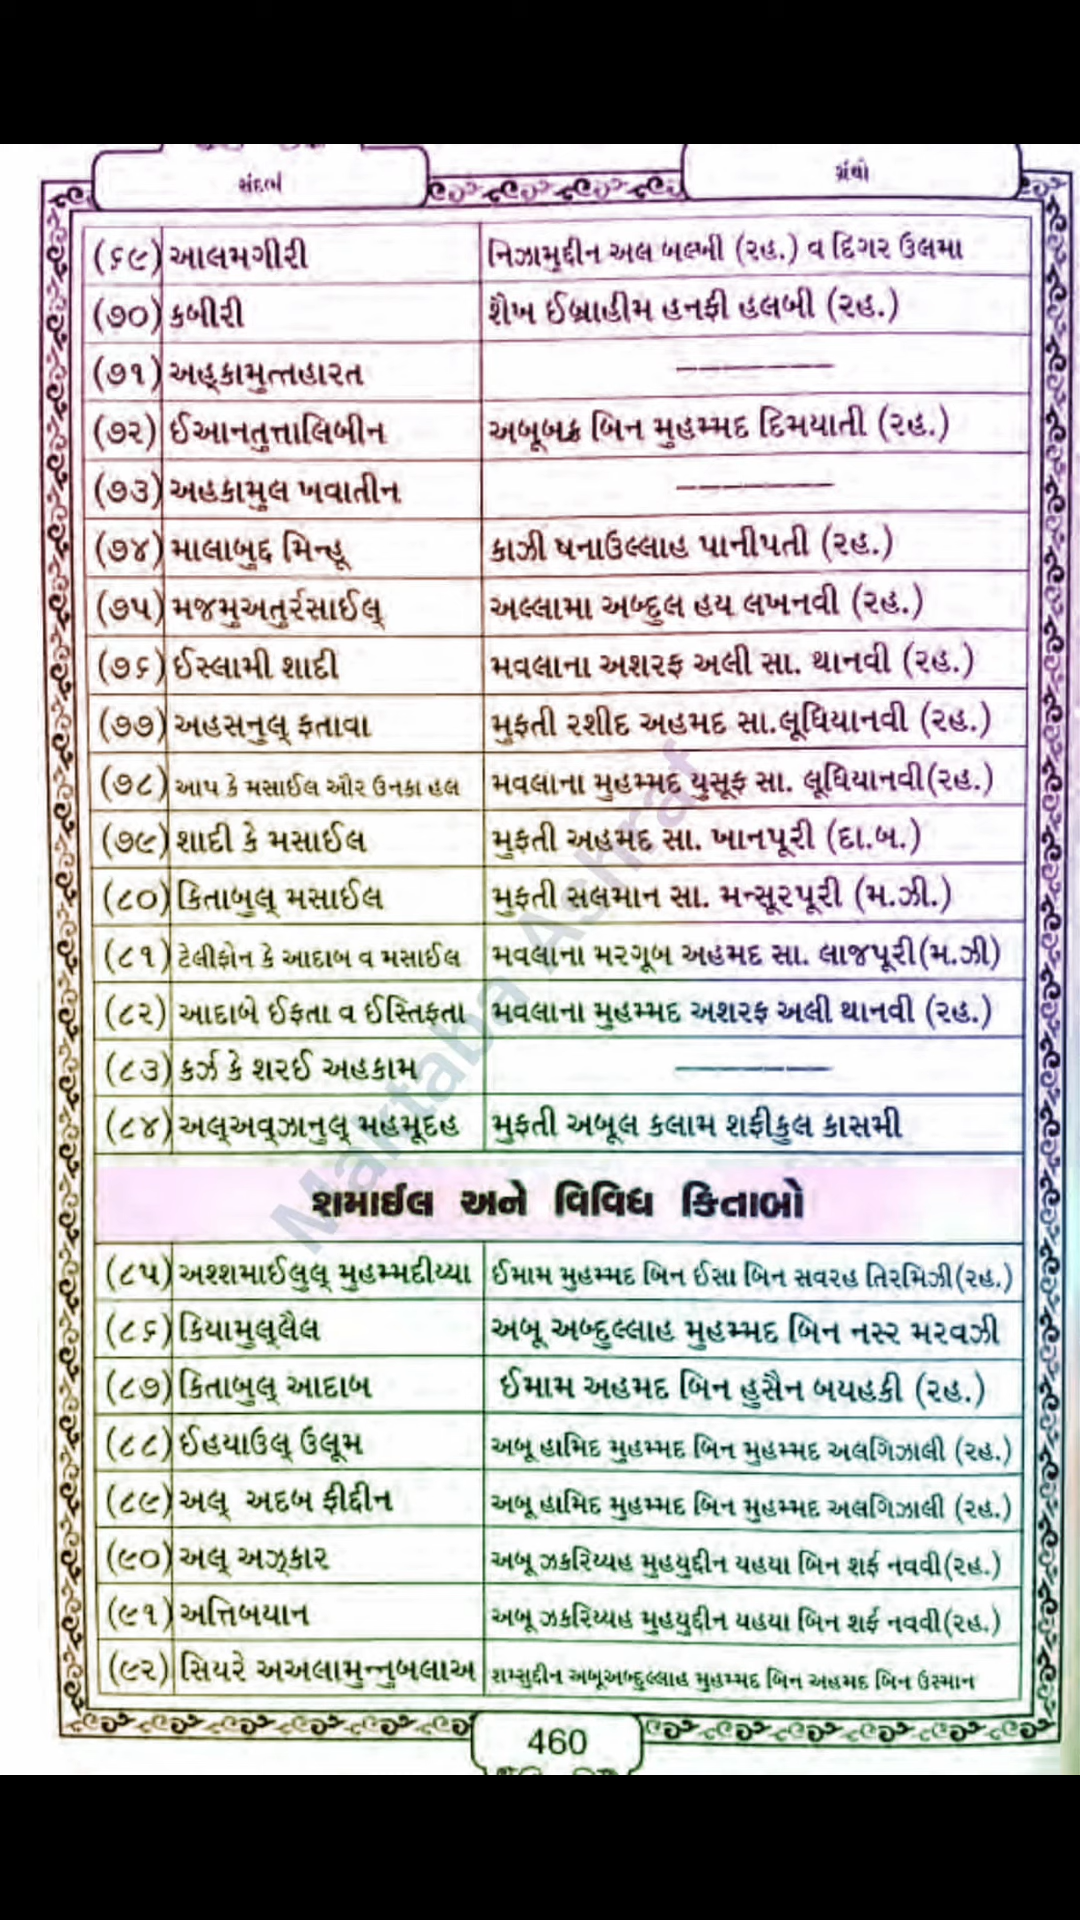 સંદર્ભ ગ્રંથો
(૬૯) આલમગીરી નિઝામુદ્દીન અલ બલ્ખી (રહ.) વ દિગર ઉલમા
(૭૦) કબીરી શૈખ ઈબ્રાહીમ હનફી હલબી (રહ.)
(૭૧) અહ્કામુત્તહારત ————————
(૭૨) ઈઆનતુત્તાલિબીન અબૂબક્ર બિન મુહમ્મદ દિમયાતી (રહ.)
(૭૩) અહકામુલ ખવાતીન ————————
(૭૪) માલાબુદ્દ મિન્હૂ કાઝી ષનાઉલ્લાહ પાનીપતી (રહ.)
(૭૫) મજમુઅતુર્રસાઈલ્ અલ્લામા અબ્દુલ હય લખનવી (રહ.)
(૭૬) ઈસ્લામી શાદી મવલાના અશરફ અલી સા. થાનવી (રહ.)
(૭૭) અહસનુલ્ ફતાવા મુફતી રશીદ અહમદ સા.લૂધિયાનવી (રહ.)
(૭૮) આપ કે મસાઈલ ઔર ઉનકા હલ મવલાના મુહમ્મદ યુસૂફ સા. લૂધિયાનવી(રહ.)
(૭૯) શાદી કે મસાઈલ મુફતી અહમદ સા. ખાનપૂરી (દા.બ.)
(૮૦) કિતાબુલ્ મસાઈલ મુફતી સલમાન સા. મન્સૂરપૂરી (મ.ઝી.)
(૮૧) ટેલીફોન કે આદાબ વ મસાઈલ મવલાના મરગૂબ અહમદ સા. લાજપૂરી(મ.ઝી)
(૮૨) આદાબે ઈફતા વ ઈસ્તિફતા મવલાના મુહમ્મદ અશરફ અલી થાનવી (રહ.)
(૮૩) કર્ઝ કે શરઈ અહકામ ————————
(૮૪) અલ્અવ્ઝાનુલ્ મહમૂદહ મુફતી અબૂલ કલામ શફીકુલ કાસમી
શમાઈલ અને વિવિધ કિતાબો
(૮૫) અશ્શમાઈલુલ્ મુહમ્મદીય્યા ઈમામ મુહમ્મદ બિન ઈસા બિન સવરહ તિરમિઝી(રહ.)
(૮૬) કિયામુલ્લૈલ અબૂ અબ્દુલ્લાહ મુહમ્મદ બિન નસ્ર મરવઝી
(૮૭) કિતાબુલ્ આદાબ ઈમામ અહમદ બિન હુસૈન બયહકી (રહ.)
(૮૮) ઈહયાઉલ્ ઉલૂમ અબૂ હામિદ મુહમ્મદ બિન મુહમ્મદ અલગિઝાલી (રહ.)
(૮૯) અલ્ અદબ ફીદ્દીન અબૂ હામિદ મુહમ્મદ બિન મુહમ્મદ અલગિઝાલી (રહ.)
(૯૦) અલ્ અઝ્કાર અબૂ ઝકરિય્યહ મુહયુદ્દીન યહયા બિન શર્ફ નવવી(રહ.)
(૯૧) અત્તિબયાન અબૂ ઝકરિય્યહ મુહયુદ્દીન યહયા બિન શર્ફ નવવી(રહ.)
(૯૨) સિયરે અઅલામુન્નુબલાઅ શમ્સુદ્દીન અબૂઅબ્દુલ્લાહ મુહમ્મદ બિન અહમદ બિન ઉસ્માન
460
Maktaba Ashraf